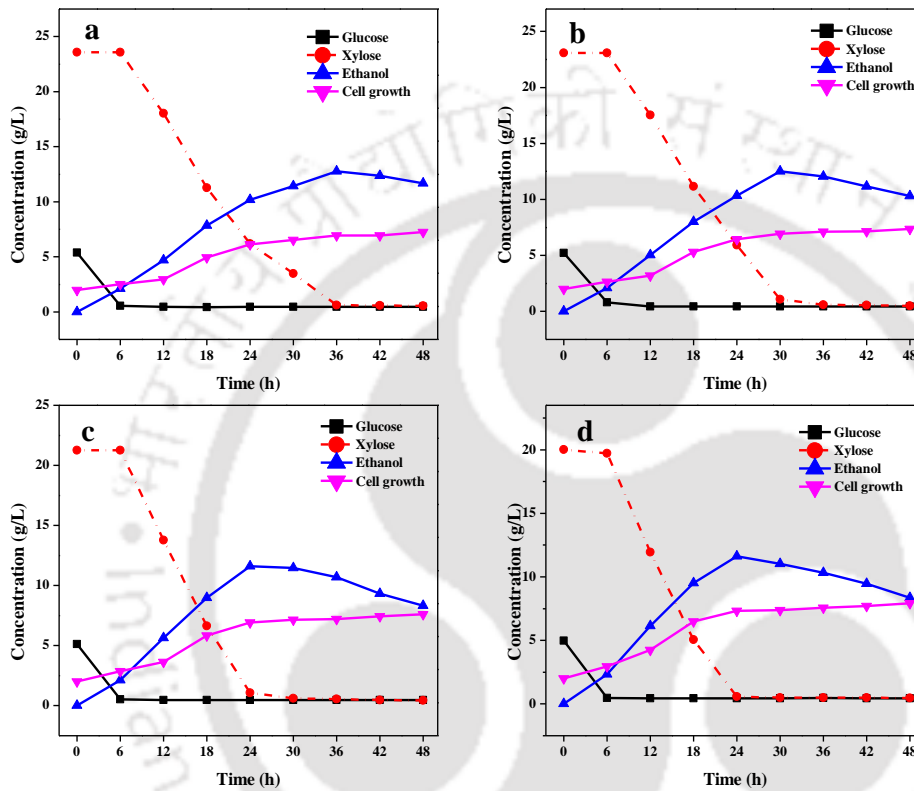 a
Glucose
Xylose
Ethanol
Cell growth
Concentration (g/L)
25
20
15
10
5
0
0 6 12 18 24 30 36 42 48
Time (h)
b
Glucose
Xylose
Ethanol
Cell growth
Concentration (g/L)
25
20
15
10
5
0
0 6 12 18 24 30 36 42 48
Time (h)
c
Glucose
Xylose
Ethanol
Cell growth
Concentration (g/L)
25
20
15
10
5
0
0 6 12 18 24 30 36 42 48
Time (h)
d
Glucose
Xylose
Ethanol
Cell growth
Concentration (g/L)
20
15
10
5
0
0 6 12 18 24 30 36 42 48
Time (h)
Indian